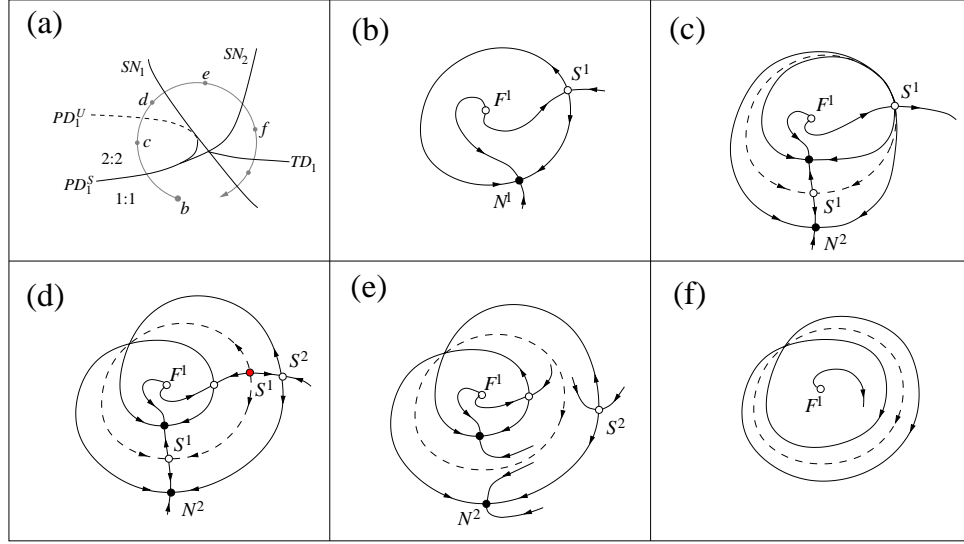 (a)
SN₁
SN₂
e
d
f
PD₁ᵁ
c
2:2
TD₁
PD₁ˢ
1:1
b
(b)
S¹
F¹
N¹
(c)
S¹
F¹
S¹
N²
(d)
S²
F¹
S¹
S¹
N²
(e)
F¹
S²
N²
(f)
F¹